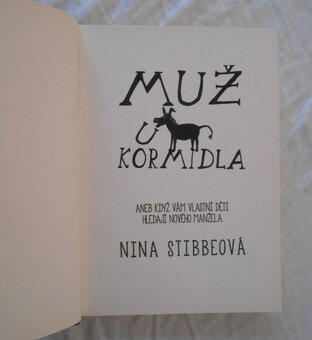 MUŽ
U
KORMIDLA
ANEB KDYŽ VÁM VLASTNÍ DĚTI
HLEDAJÍ NOVÉHO MANŽELA
NINA STIBBEOVÁ